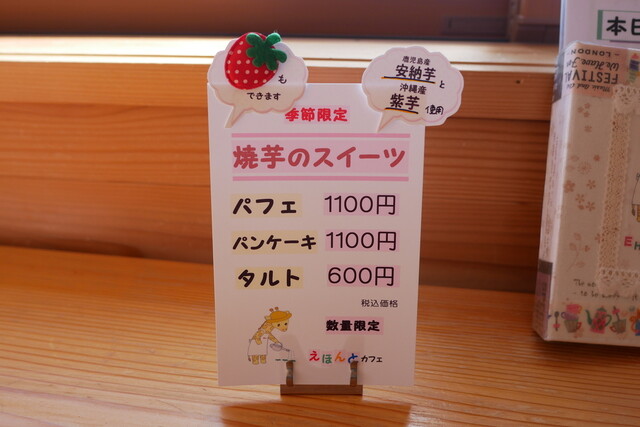 も
できます
鹿児島産
安納芋と
沖縄産
紫芋使用
季節限定
焼芋のスイーツ
パフェ 1100円
パンケーキ 1100円
タルト 600円
税込価格
数量限定
えほんとカフェ
本日
FESTIVAL
LONDON